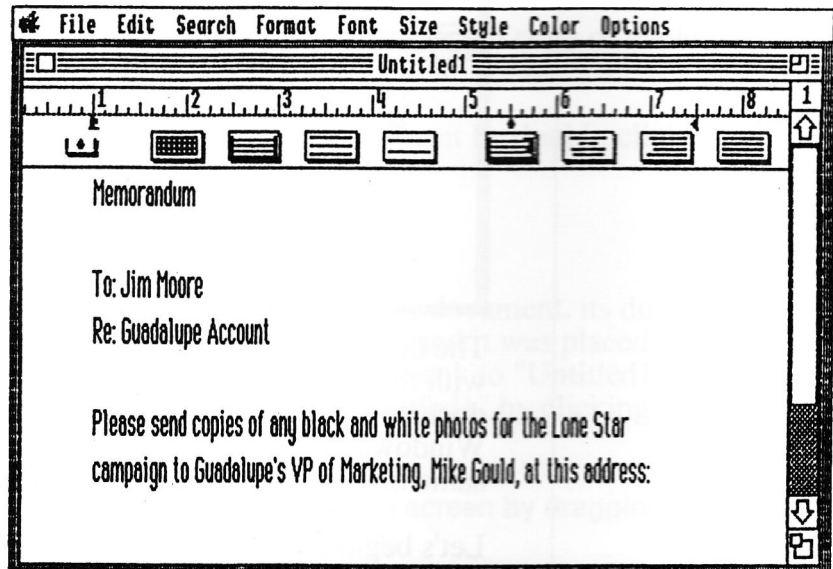 File Edit Search Format Font Size Style Color Options
Untitled1
1 2 3 4 5 6 7 8 1
Memorandum
To: Jim Moore
Re: Guadalupe Account
Please send copies of any black and white photos for the Lone Star
campaign to Guadalupe's VP of Marketing, Mike Gould, at this address: